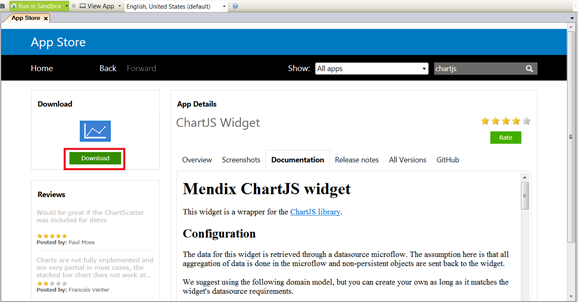 Run in Sandbox
View App
English, United States (default)
App Store
App Store
Home
Back
Forward
Show:
All apps
chartjs
Download
Download
Reviews
Would be great if the ChartScatter
was included for dates
Posted by: Paul Moes
Charts are not fully implemented and
are very partial in most cases, the
stacked bar chart does not work at...
Posted by: Francois Venter
App Details
ChartJS Widget
Rate
Overview
Screenshots
Documentation
Release notes
All Versions
GitHub
Mendix ChartJS widget
This widget is a wrapper for the ChartJS library.
Configuration
The data for this widget is retrieved through a datasource microflow. The assumption here is that all
aggregation of data is done in the microflow and non-persistent objects are sent back to the widget.
We suggest using the following domain model, but you can create your own as long as it matches the
widget's datasource requirements.